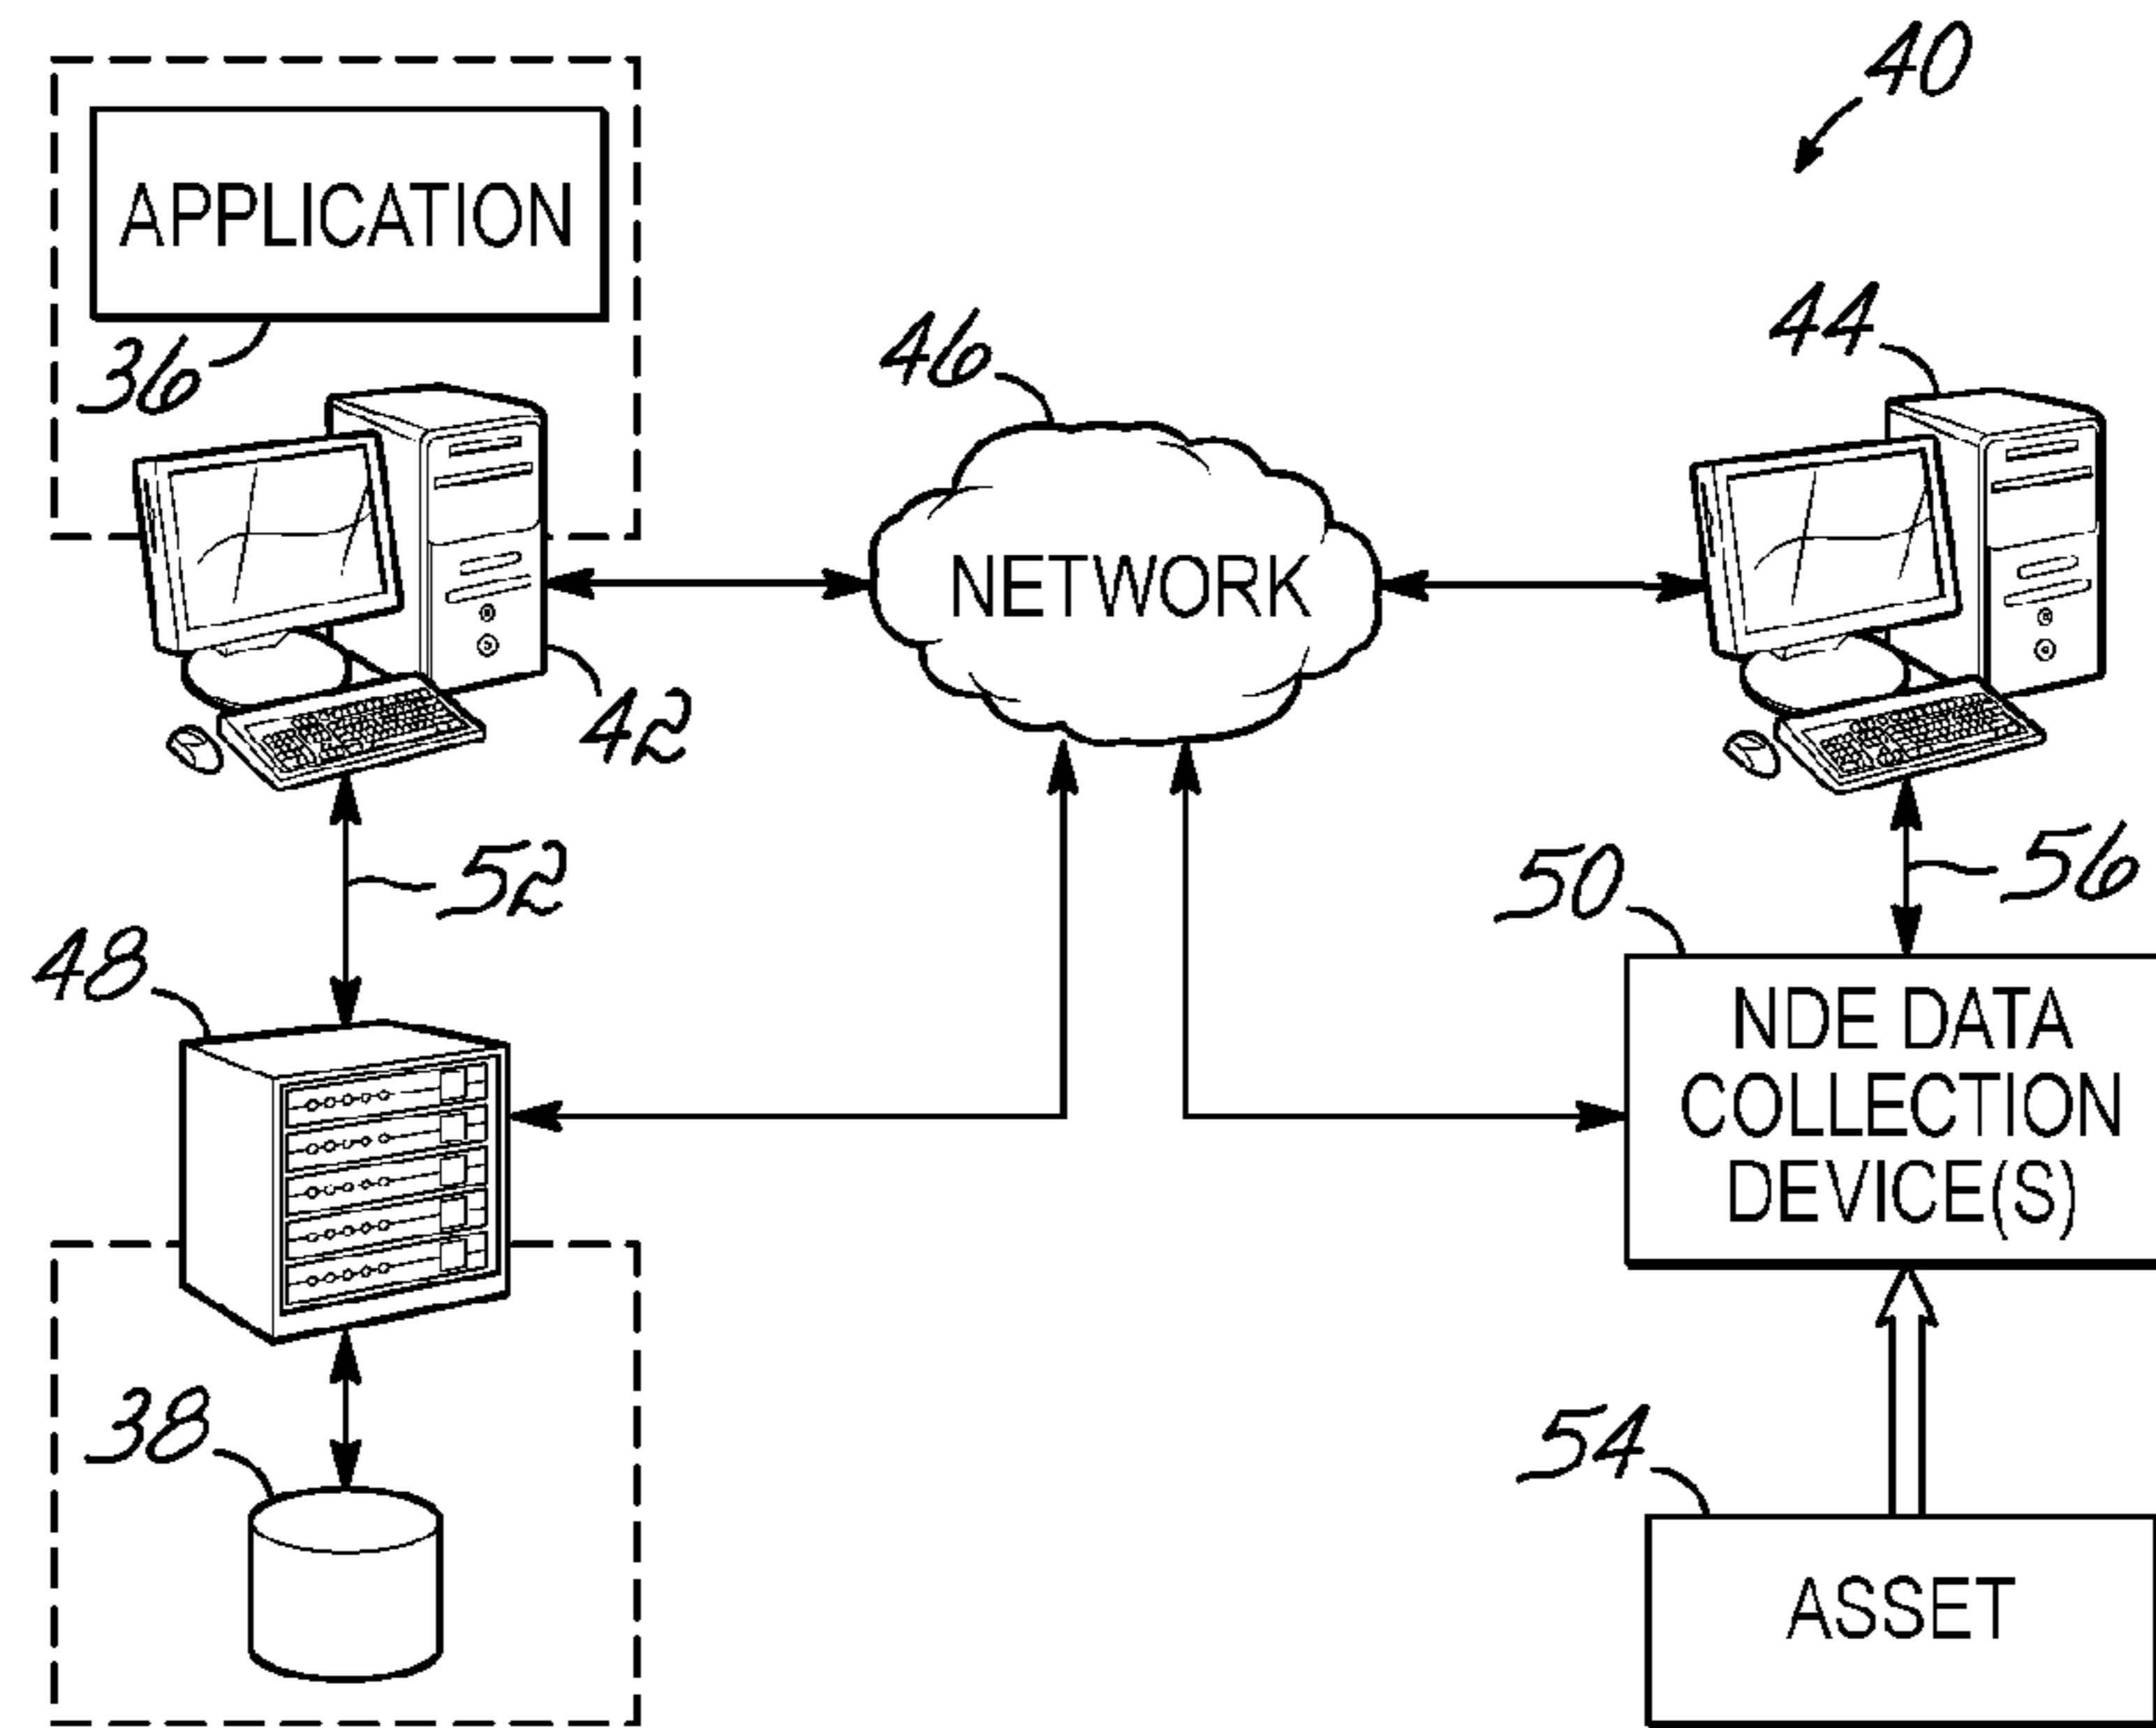 40
APPLICATION
36
46
44
NETWORK
42
52
56
50
48
NDE DATA
COLLECTION
DEVICE(S)
38
54
ASSET